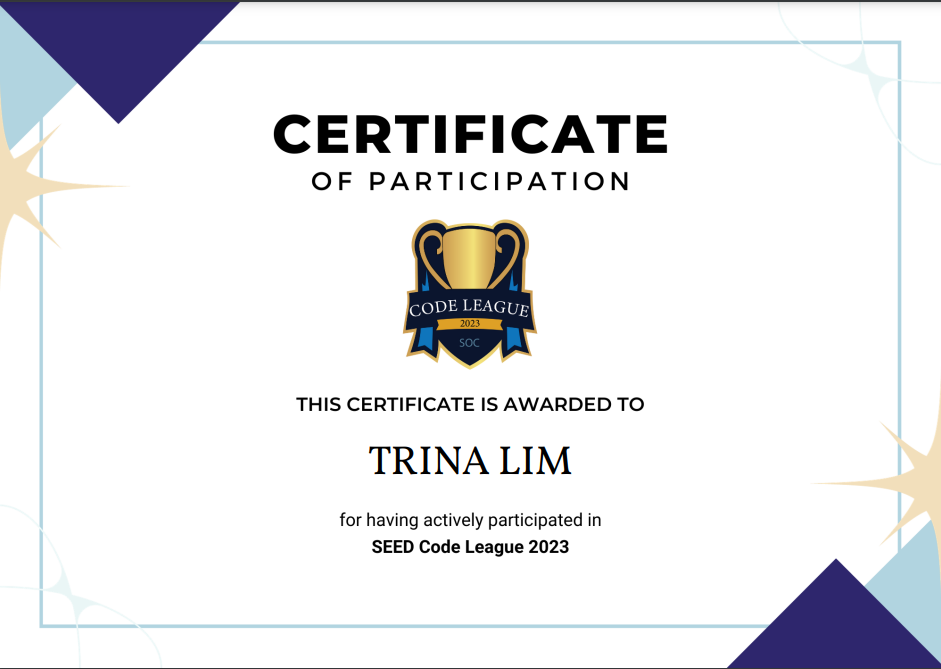 CERTIFICATE
OF PARTICIPATION
CODE LEAGUE
2023
SOC
THIS CERTIFICATE IS AWARDED TO
TRINA LIM
for having actively participated in
SEED Code League 2023